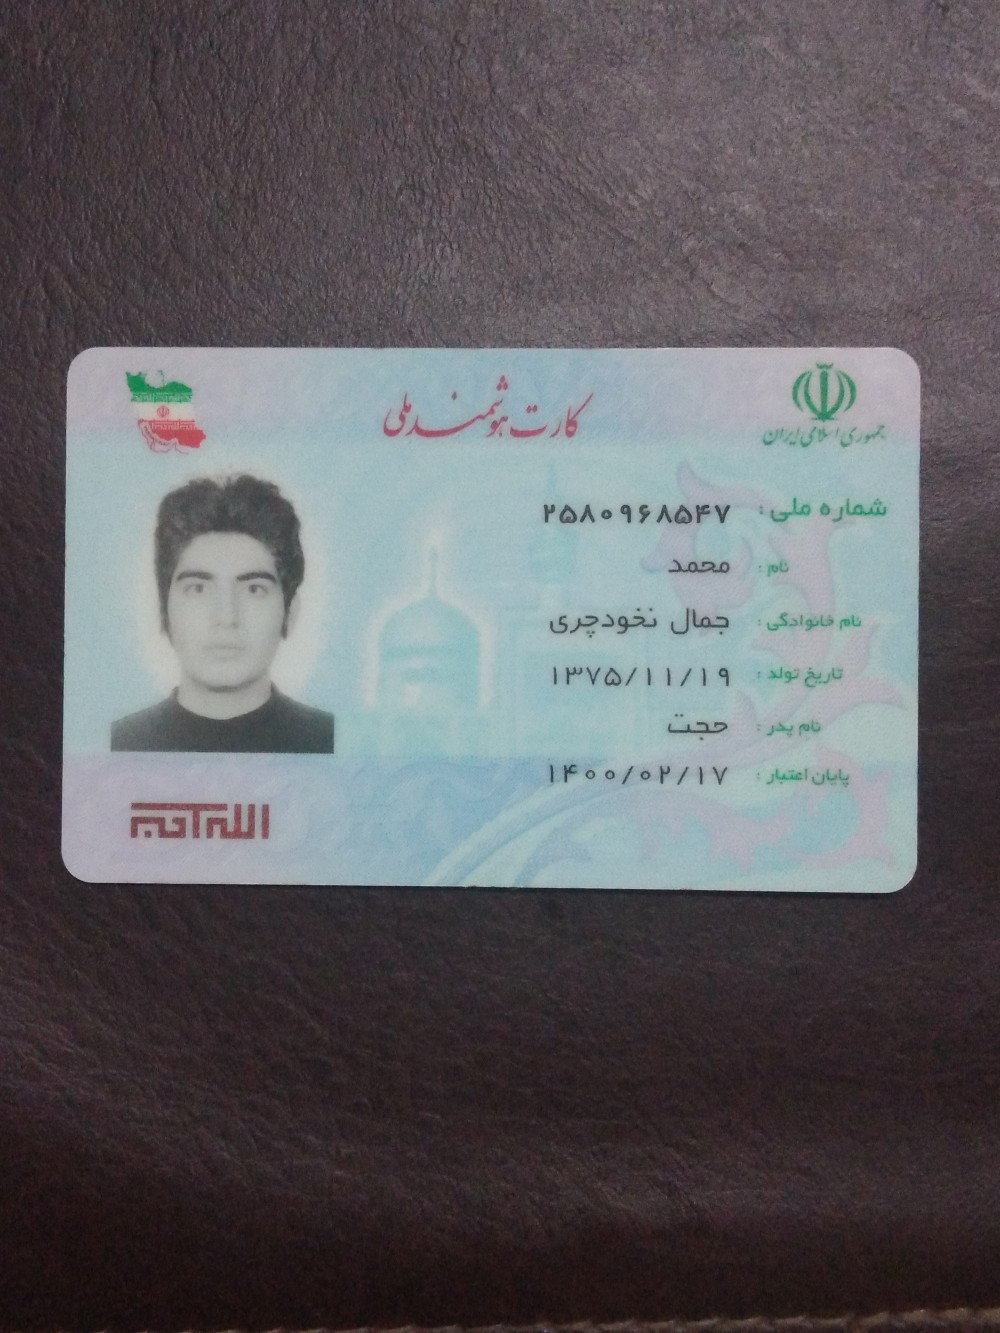 جمهوری اسلامی ایران
کارت هوشمند ملی
شماره ملی: ۲۵۸۰۹۶۸۵۴۷
نام: محمد
نام خانوادگی: جمال نخودچری
تاریخ تولد: ۱۳۷۵/۱۱/۱۹
نام پدر: حجت
پایان اعتبار: ۱۴۰۰/۰۲/۱۷
الله اکبر